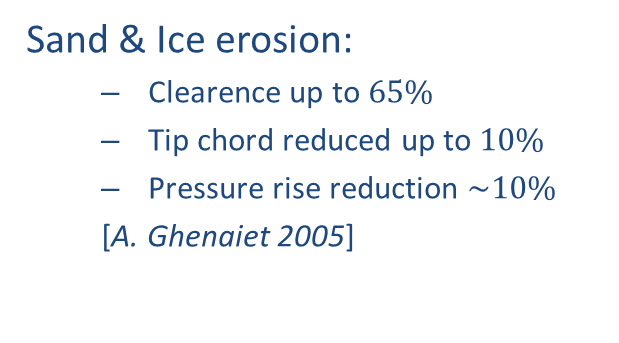 Sand & Ice erosion:
– Clearence up to 65%
– Tip chord reduced up to 10%
– Pressure rise reduction ~10%
[A. Ghenaiet 2005]